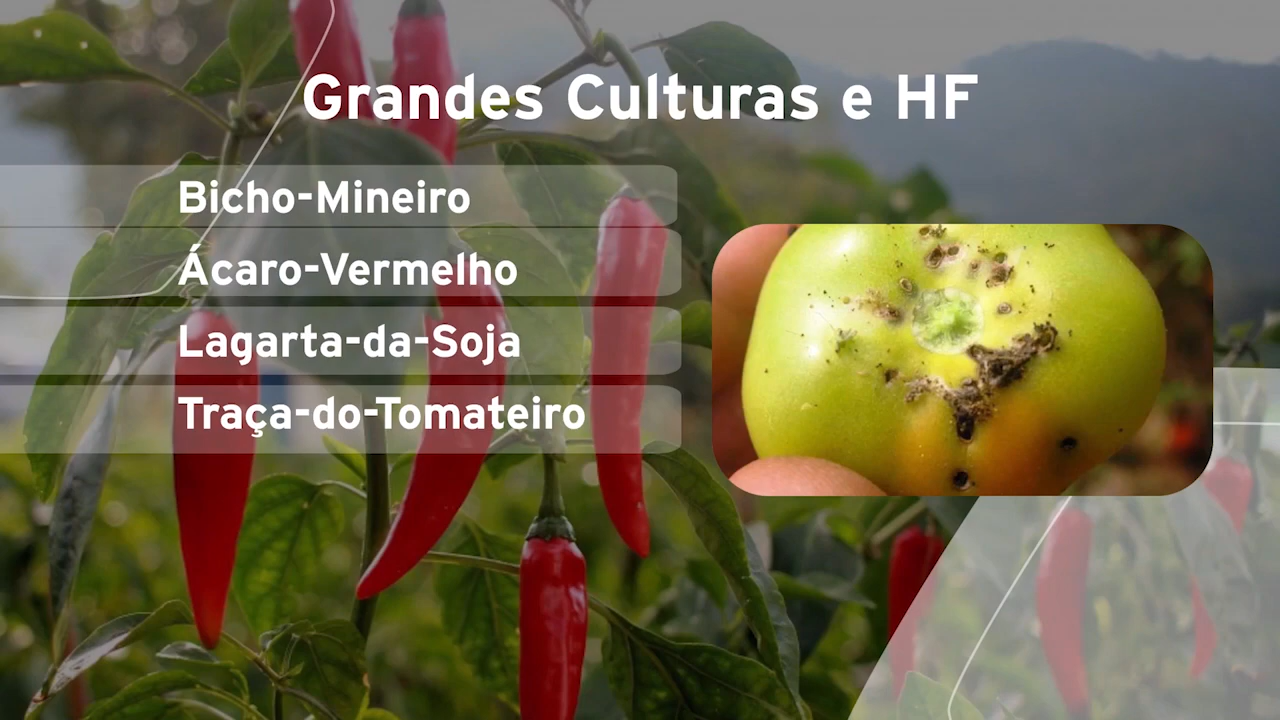 Grandes Culturas e HF
Bicho-Mineiro
Ácaro-Vermelho
Lagarta-da-Soja
Traça-do-Tomateiro